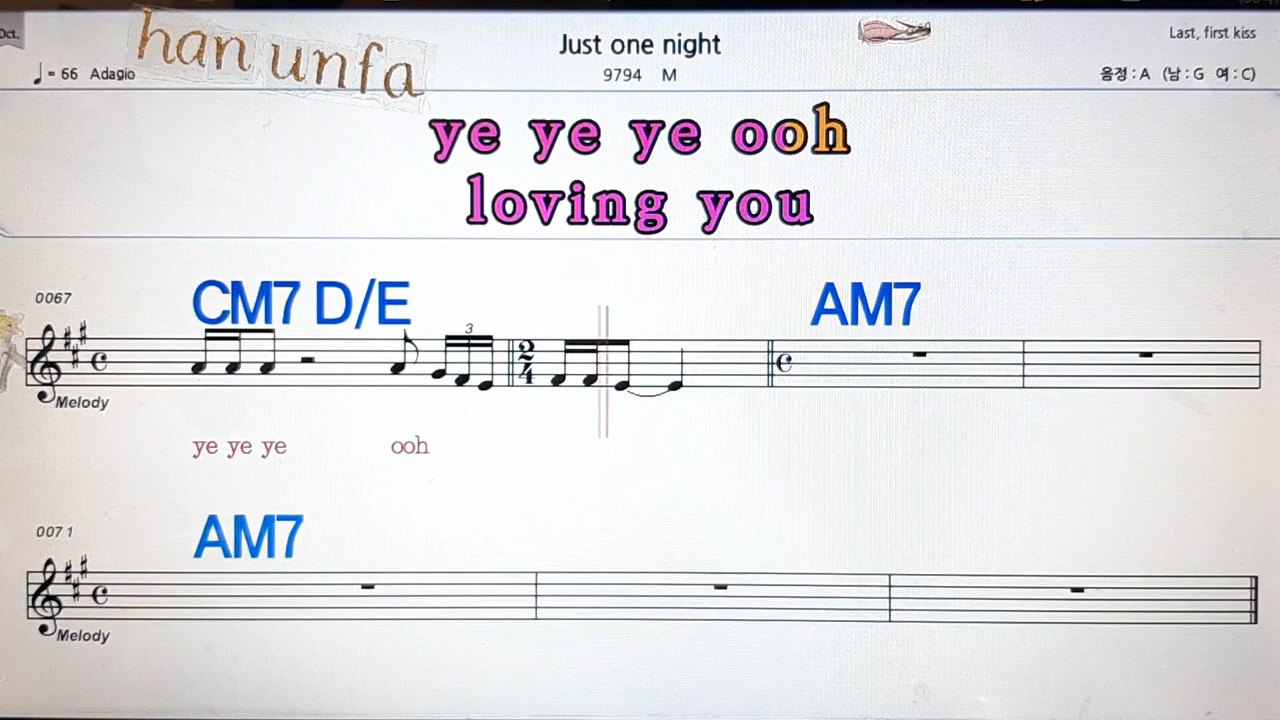 Oct.
han unfa
Just one night
Last, first kiss
♩= 66 Adagio
9794 M
음정 : A (남 : G 여 : C)
ye ye ye ooh
loving you
0067
CM7 D/E
AM7
3
2
4
Melody
ye ye ye ooh
0071
AM7
Melody